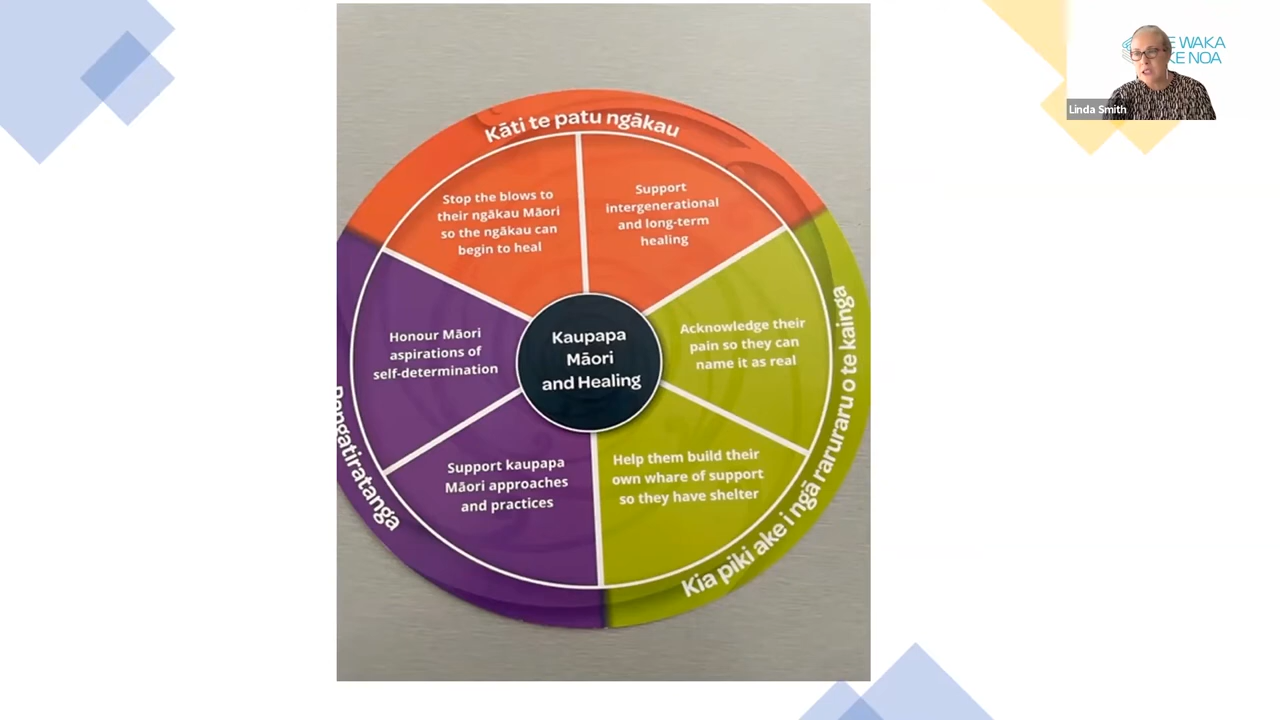 Kāti te patu ngākau
Stop the blows to
their ngākau Māori
so the ngākau can
begin to heal
Support
intergenerational
and long-term
healing
Honour Māori
aspirations of
self-determination
Kaupapa
Māori
and Healing
Acknowledge their
pain so they can
name it as real
Support kaupapa
Māori approaches
and practices
Help them build their
own whare of support
so they have shelter
Rangatiratanga
Kia piki ake i ngā raruraru o te kainga
WAKA
NOA
Linda Smith